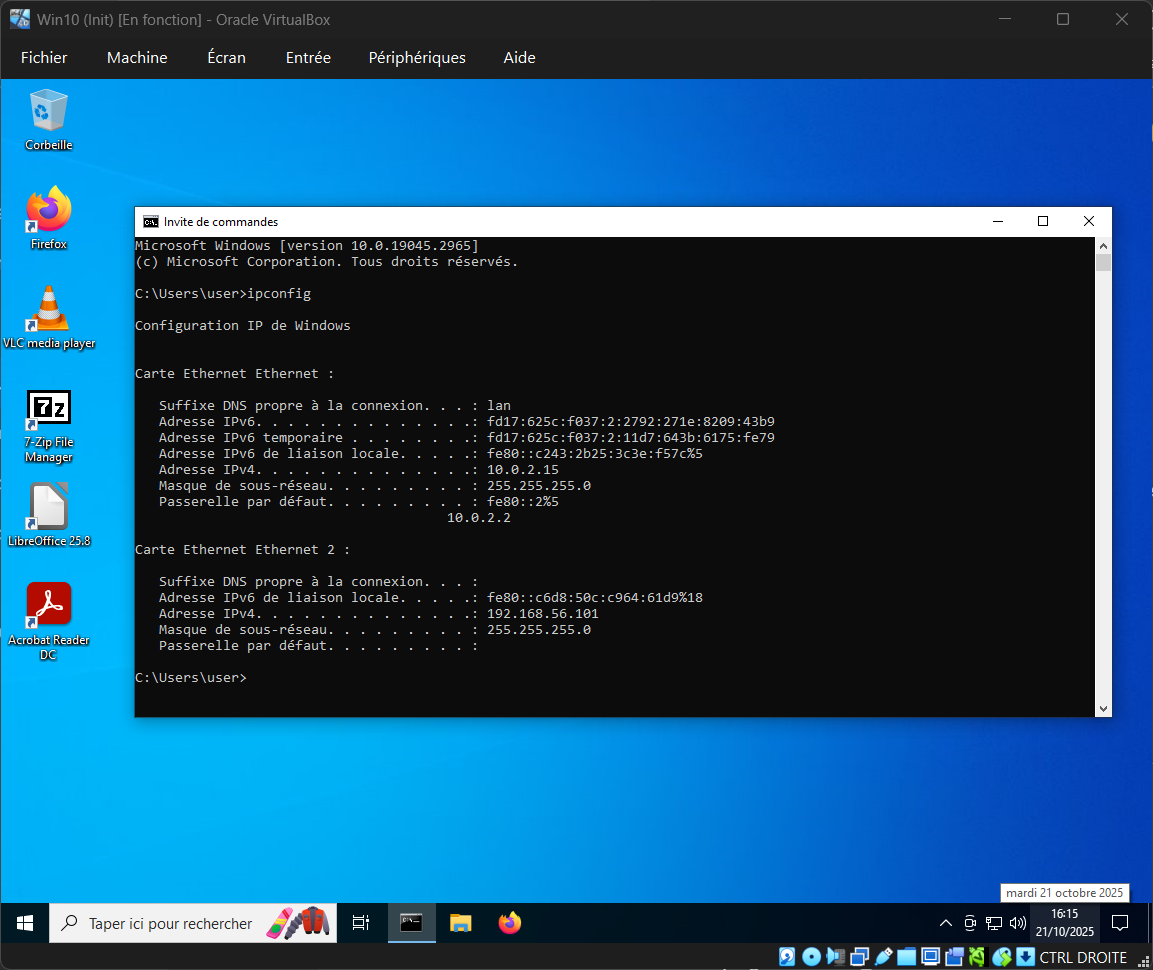 Win10 (Init) [En fonction] - Oracle VirtualBox
Fichier Machine Écran Entrée Périphériques Aide
Corbeille
Firefox
VLC media player
7-Zip File
Manager
LibreOffice 25.8
Acrobat Reader
DC
Invite de commandes
Microsoft Windows [version 10.0.19045.2965]
(c) Microsoft Corporation. Tous droits réservés.
C:\Users\user>ipconfig
Configuration IP de Windows
Carte Ethernet Ethernet :
Suffixe DNS propre à la connexion. . . : lan
Adresse IPv6. . . . . . . . . . . . . .: fd17:625c:f037:2:2792:271e:8209:43b9
Adresse IPv6 temporaire . . . . . . . .: fd17:625c:f037:2:11d7:643b:6175:fe79
Adresse IPv6 de liaison locale. . . . .: fe80::c243:2b25:3c3e:f57c%5
Adresse IPv4. . . . . . . . . . . . . .: 10.0.2.15
Masque de sous-réseau. . . . . . . . . : 255.255.255.0
Passerelle par défaut. . . . . . . . . : fe80::2%5
10.0.2.2
Carte Ethernet Ethernet 2 :
Suffixe DNS propre à la connexion. . . :
Adresse IPv6 de liaison locale. . . . .: fe80::c6d8:50c:c964:61d9%18
Adresse IPv4. . . . . . . . . . . . . .: 192.168.56.101
Masque de sous-réseau. . . . . . . . . : 255.255.255.0
Passerelle par défaut. . . . . . . . . :
C:\Users\user>
mardi 21 octobre 2025
Taper ici pour rechercher
16:15
21/10/2025
CTRL DROITE